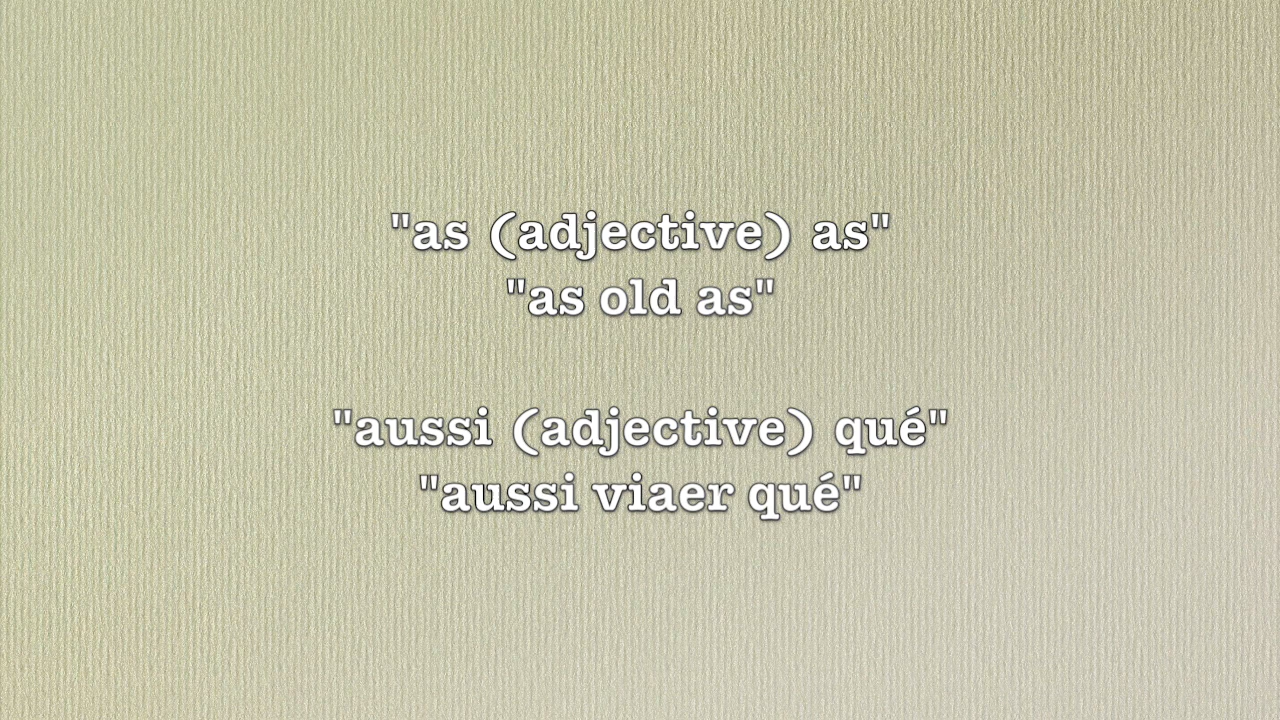 "as (adjective) as"
"as old as"
"aussi (adjective) qué"
"aussi viaer qué"